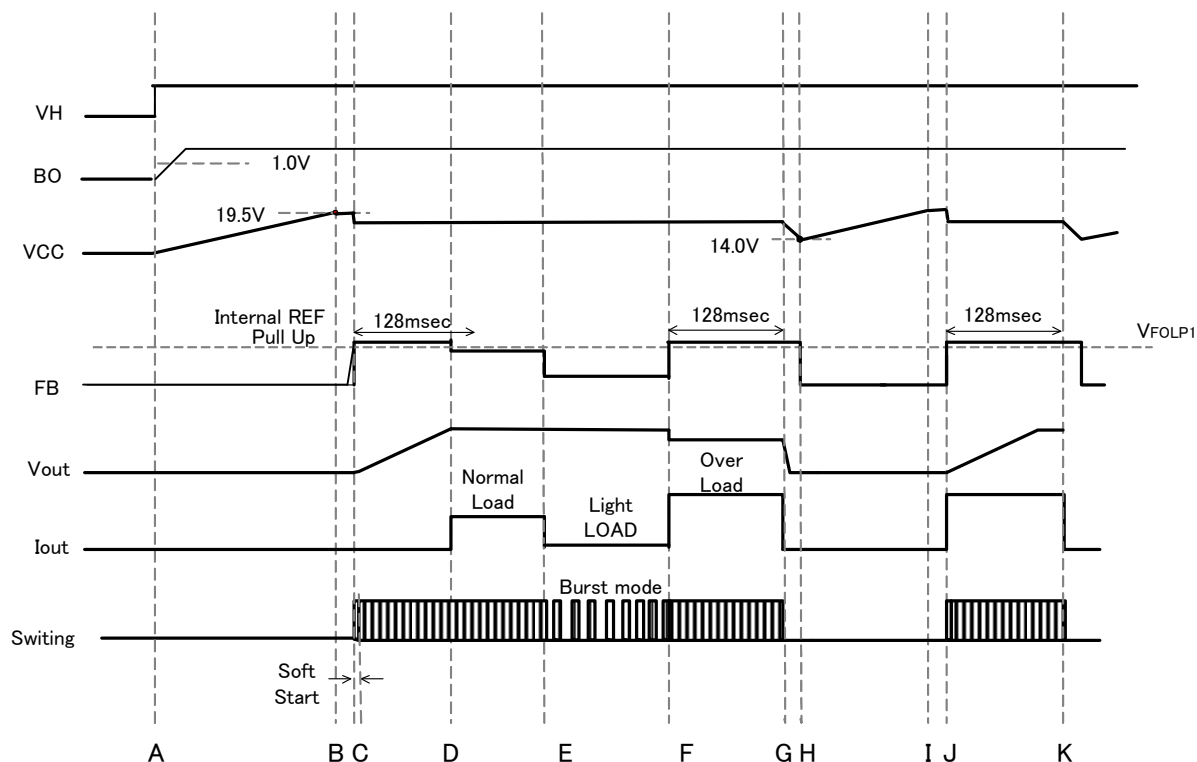 VH
BO
1.0V
19.5V
VCC
14.0V
Internal REF
Pull Up
128msec
128msec
128msec
VFOLP1
FB
Vout
Normal
Load
Light
LOAD
Over
Load
Iout
Burst mode
Switing
Soft
Start
A B C D E F G H I J K